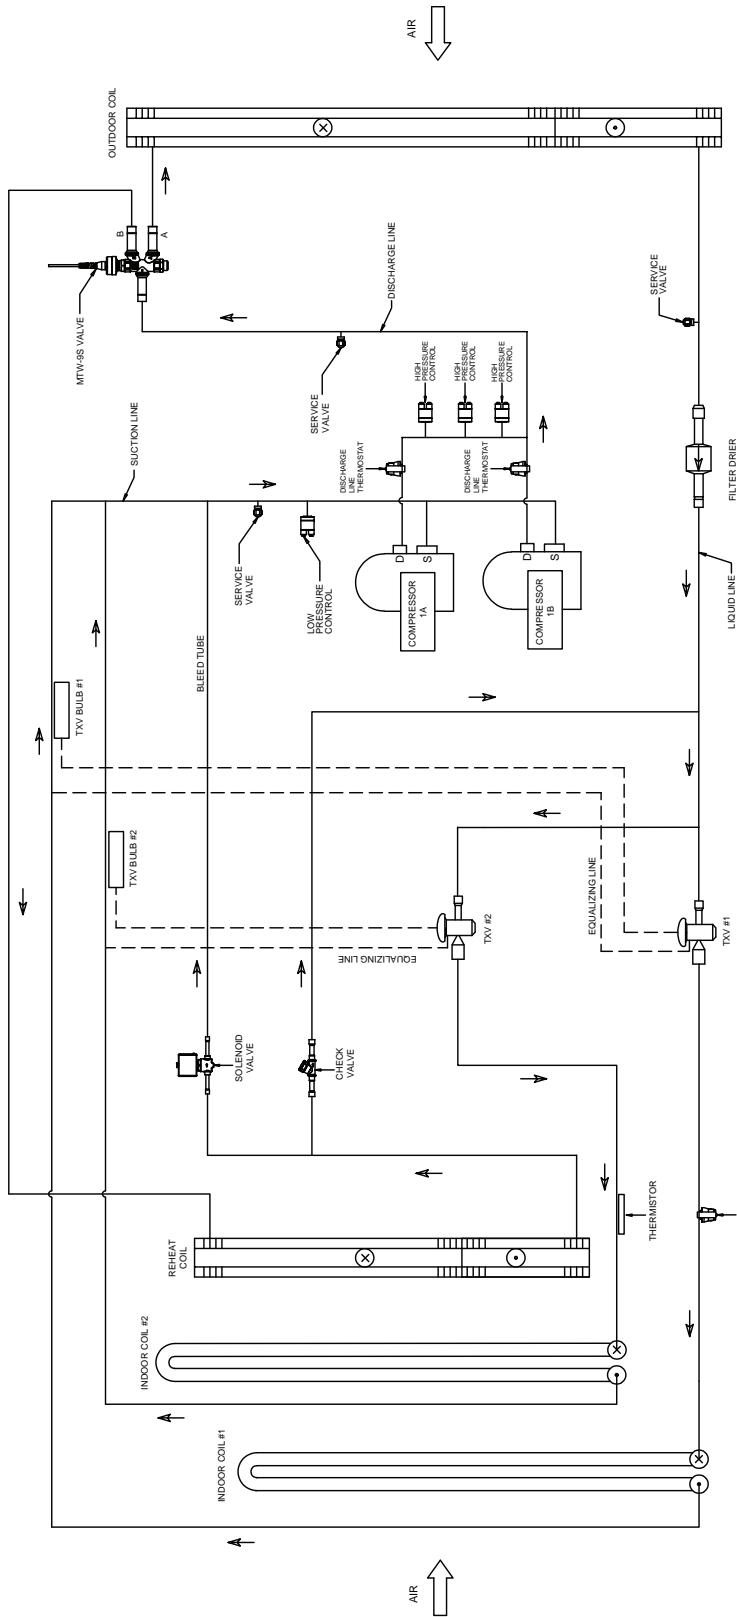 AIR
OUTDOOR COIL
B
A
MTW-9S VALVE
DISCHARGE LINE
SERVICE
VALVE
SUCTION LINE
SERVICE
VALVE
HIGH
PRESSURE
CONTROL
HIGH
PRESSURE
CONTROL
HIGH
PRESSURE
CONTROL
DISCHARGE
LINE
THERMOSTAT
DISCHARGE
LINE
THERMOSTAT
FILTER DRIER
SERVICE
VALVE
LOW
PRESSURE
CONTROL
D
S
COMPRESSOR
1A
D
S
COMPRESSOR
1B
LIQUID LINE
BLEED TUBE
TXV BULB #1
TXV BULB #2
EQUALIZING LINE
TXV #2
EQUALIZING LINE
TXV #1
SOLENOID
VALVE
CHECK
VALVE
THERMISTOR
REHEAT
COIL
INDOOR COIL #2
INDOOR COIL #1
AIR